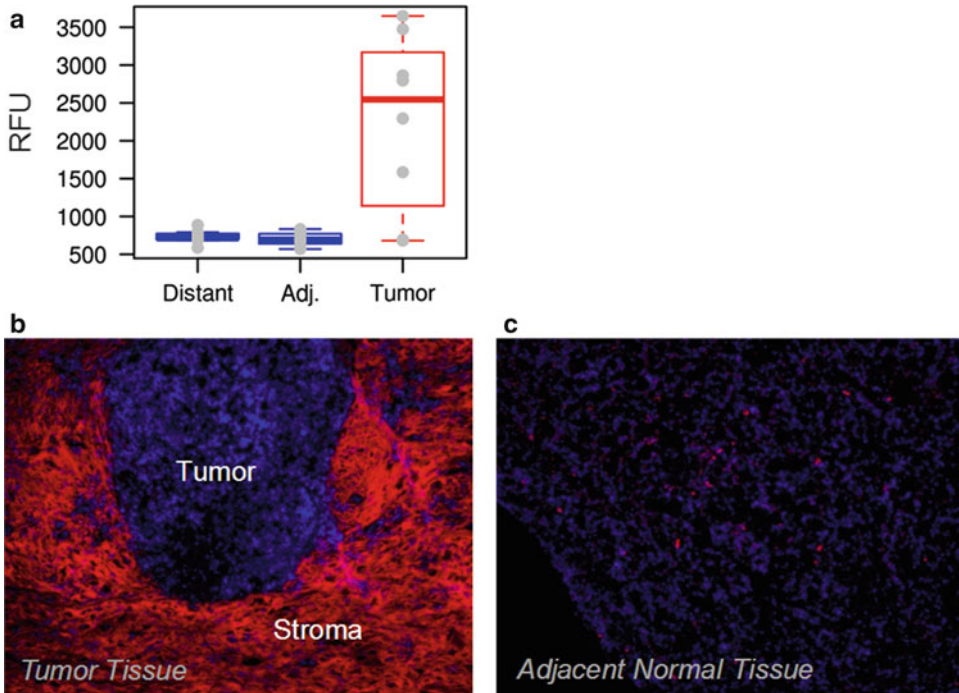 a
3500
3000
2500
2000
1500
1000
500
RFU
Distant Adj. Tumor
b
Tumor
Stroma
Tumor Tissue
c
Adjacent Normal Tissue